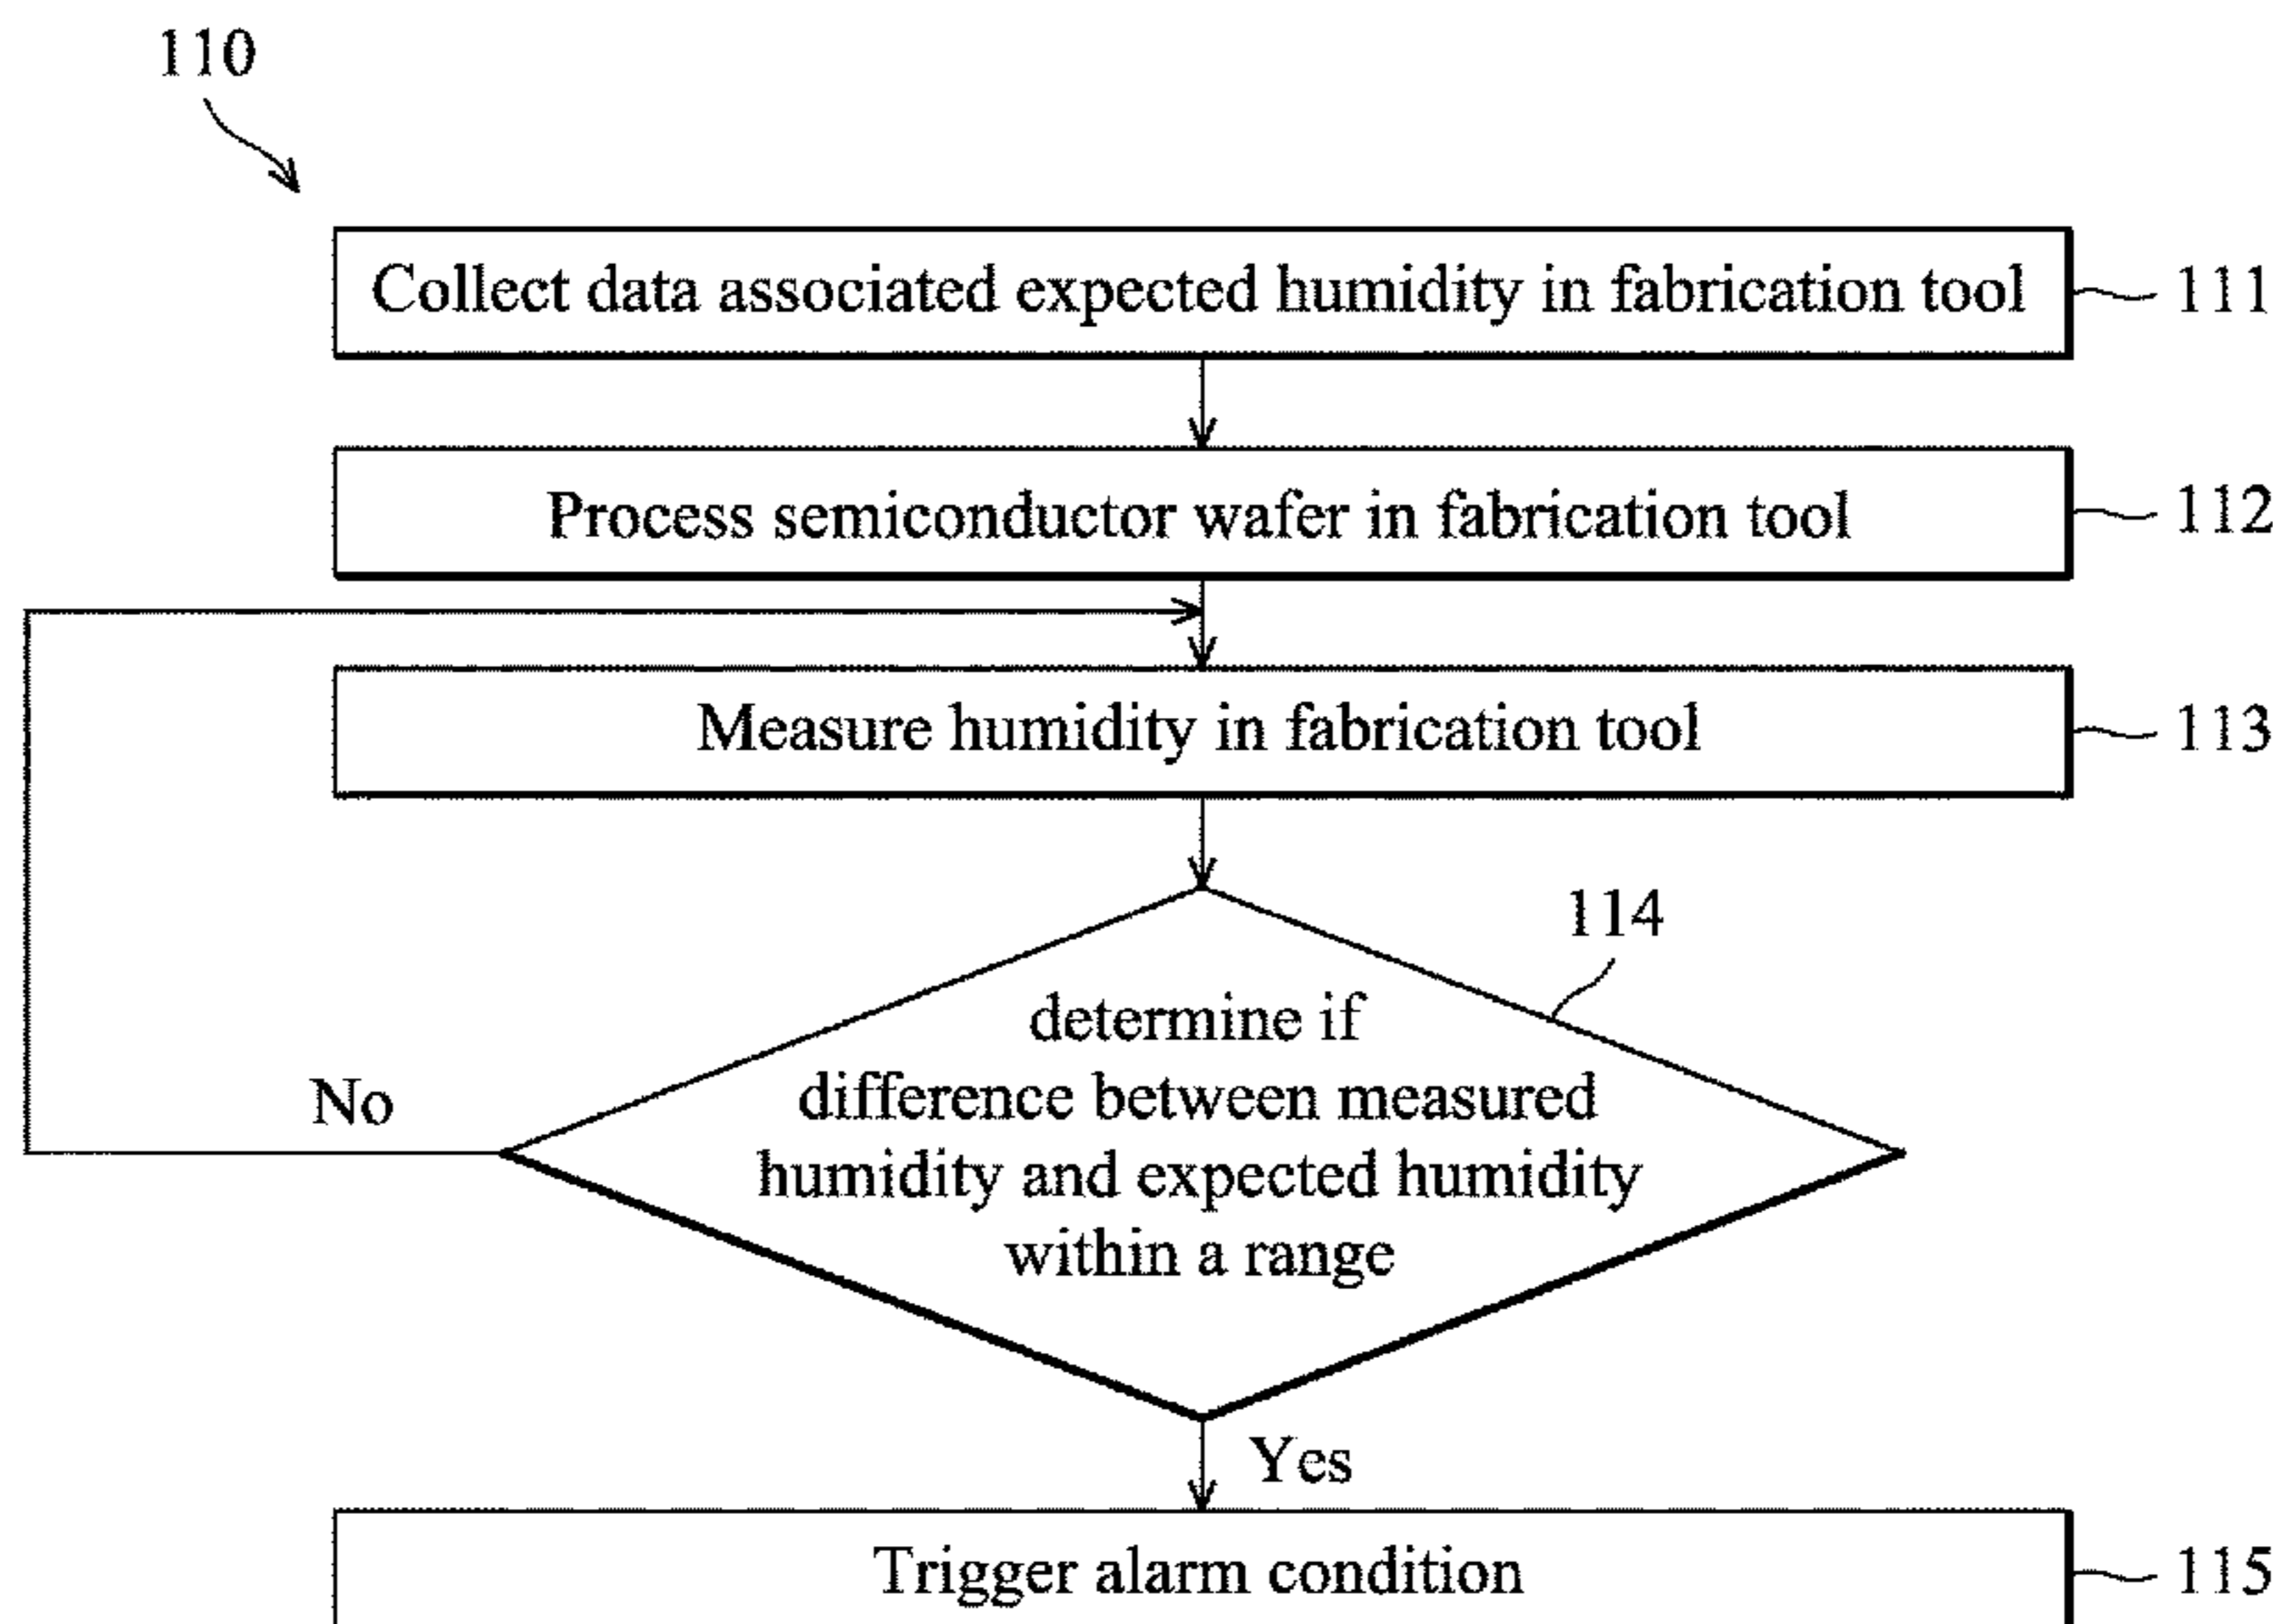 110
Collect data associated expected humidity in fabrication tool
111
Process semiconductor wafer in fabrication tool
112
Measure humidity in fabrication tool
113
114
determine if
difference between measured
humidity and expected humidity
within a range
No
Yes
Trigger alarm condition
115